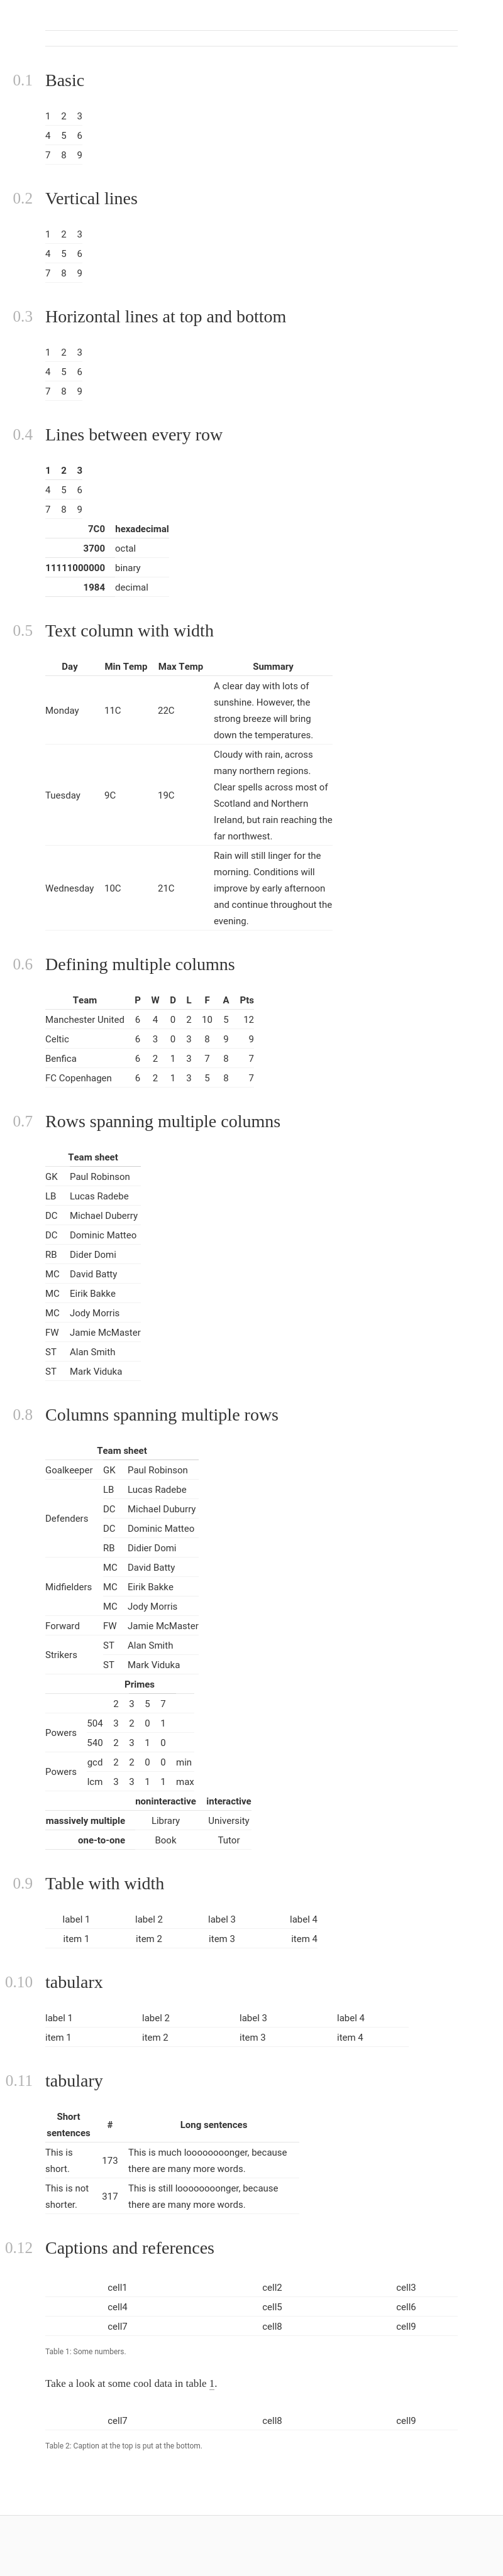 0.1 Basic
1 2 3
4 5 6
7 8 9
0.2 Vertical lines
1 2 3
4 5 6
7 8 9
0.3 Horizontal lines at top and bottom
1 2 3
4 5 6
7 8 9
0.4 Lines between every row
1 2 3
4 5 6
7 8 9
7C0 hexadecimal
3700 octal
11111000000 binary
1984 decimal
0.5 Text column with width
Day Min Temp Max Temp Summary
Monday 11C 22C A clear day with lots of
sunshine. However, the
strong breeze will bring
down the temperatures.
Tuesday 9C 19C Cloudy with rain, across
many northern regions.
Clear spells across most of
Scotland and Northern
Ireland, but rain reaching the
far northwest.
Wednesday 10C 21C Rain will still linger for the
morning. Conditions will
improve by early afternoon
and continue throughout the
evening.
0.6 Defining multiple columns
Team P W D L F A Pts
Manchester United 6 4 0 2 10 5 12
Celtic 6 3 0 3 8 9 9
Benfica 6 2 1 3 7 8 7
FC Copenhagen 6 2 1 3 5 8 7
0.7 Rows spanning multiple columns
Team sheet
GK Paul Robinson
LB Lucas Radebe
DC Michael Duberry
DC Dominic Matteo
RB Dider Domi
MC David Batty
MC Eirik Bakke
MC Jody Morris
FW Jamie McMaster
ST Alan Smith
ST Mark Viduka
0.8 Columns spanning multiple rows
Team sheet
Goalkeeper GK Paul Robinson
Defenders LB Lucas Radebe
DC Michael Duburry
DC Dominic Matteo
RB Didier Domi
Midfielders MC David Batty
MC Eirik Bakke
MC Jody Morris
Forward FW Jamie McMaster
Strikers ST Alan Smith
ST Mark Viduka
Primes
2 3 5 7
Powers 504 3 2 0 1
540 2 3 1 0
Powers gcd 2 2 0 0 min
lcm 3 3 1 1 max
noninteractive interactive
massively multiple Library University
one-to-one Book Tutor
0.9 Table with width
label 1 label 2 label 3 label 4
item 1 item 2 item 3 item 4
0.10 tabularx
label 1 label 2 label 3 label 4
item 1 item 2 item 3 item 4
0.11 tabulary
Short
sentences # Long sentences
This is
short. 173 This is much looooooonger, because
there are many more words.
This is not
shorter. 317 This is still looooooonger, because
there are many more words.
0.12 Captions and references
cell1 cell2 cell3
cell4 cell5 cell6
cell7 cell8 cell9
Table 1: Some numbers.
Take a look at some cool data in table 1.
cell7 cell8 cell9
Table 2: Caption at the top is put at the bottom.